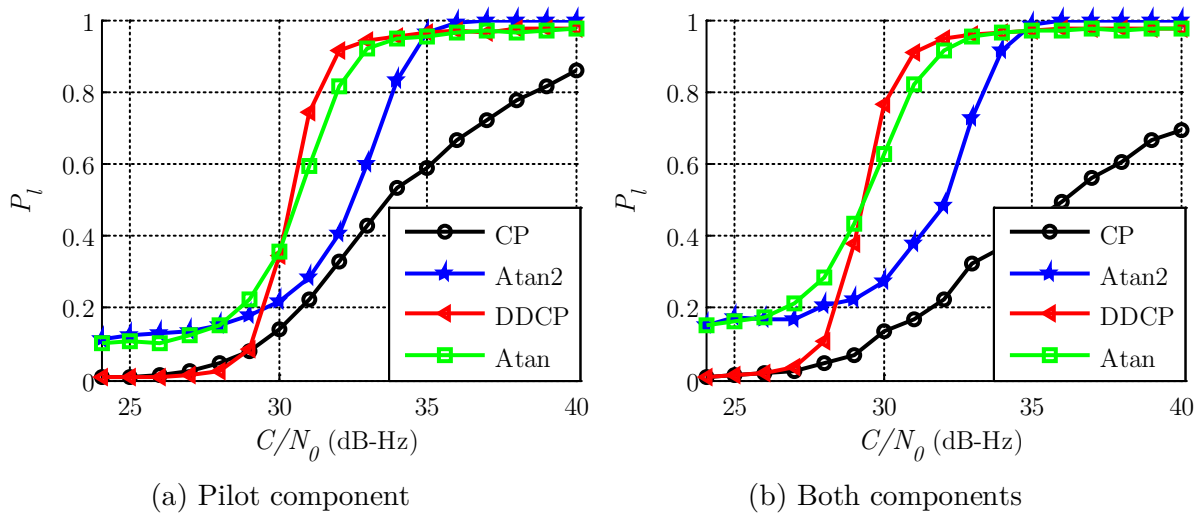 1
0.8
0.6
0.4
0.2
0
P_l
25
30
35
40
C/N_0 (dB-Hz)
CP
Atan2
DDCP
Atan
(a) Pilot component
1
0.8
0.6
0.4
0.2
0
P_l
25
30
35
40
C/N_0 (dB-Hz)
CP
Atan2
DDCP
Atan
(b) Both components